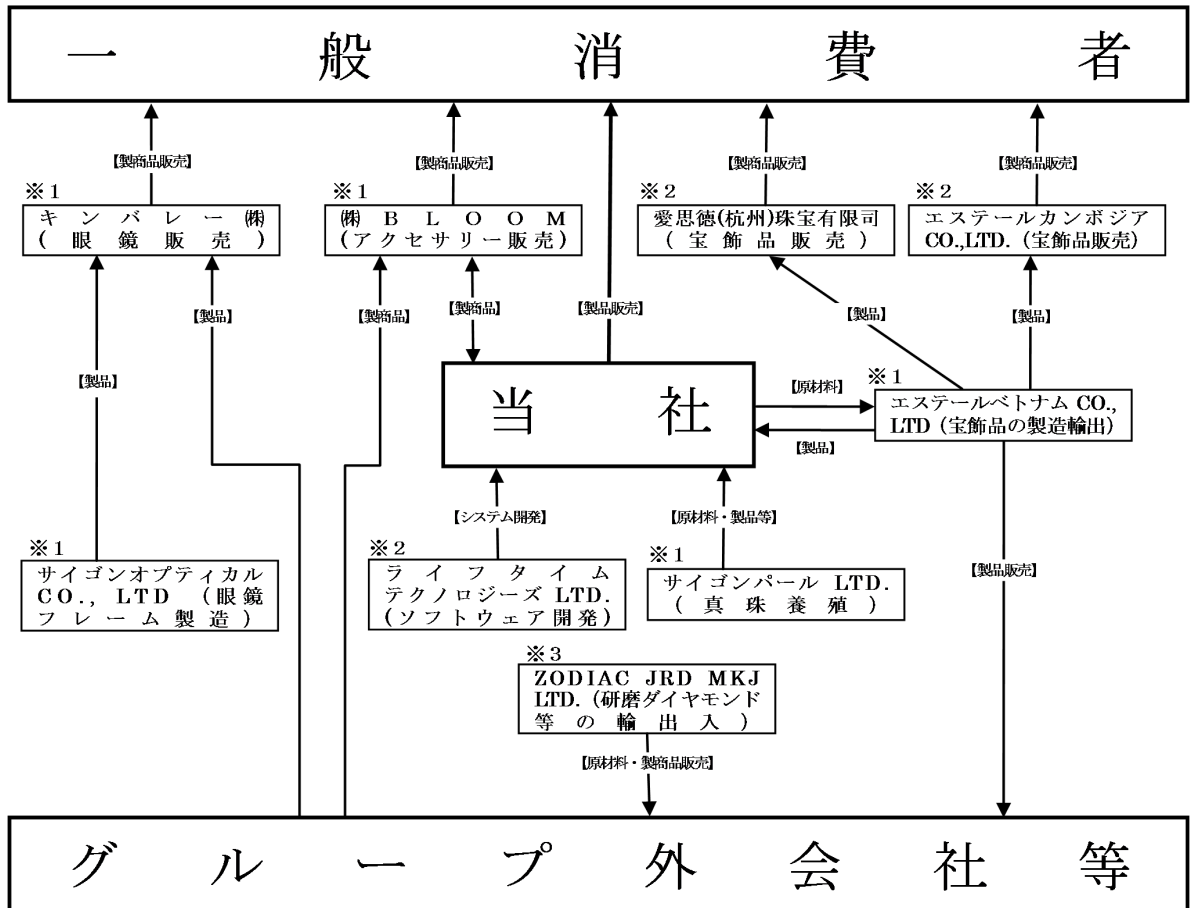 一般消費者
【製商品販売】
【製商品販売】
【製商品販売】
【製商品販売】
※1
キンバレー㈱
(眼鏡販売)
※1
㈱BLOOM
(アクセサリー販売)
※2
愛思徳(杭州)珠宝有限司
(宝飾品販売)
※2
エステールカンボジア
CO.,LTD. (宝飾品販売)
【製品】
【製商品】
【製商品】
【製品販売】
【製品】
【製品】
【製品】
当社
【原材料】
【製品】
※1
エステールベトナム CO.,
LTD (宝飾品の製造輸出)
【システム開発】
【原材料・製品等】
【製品販売】
※1
サイゴンオプティカル
CO., LTD (眼鏡
フレーム製造)
※2
ライフタイム
テクノロジーズ LTD.
(ソフトウェア開発)
※1
サイゴンパール LTD.
(真珠養殖)
※3
ZODIAC JRD MKJ
LTD. (研磨ダイヤモンド
等の輸出入)
【原材料・製商品販売】
グループ外会社等